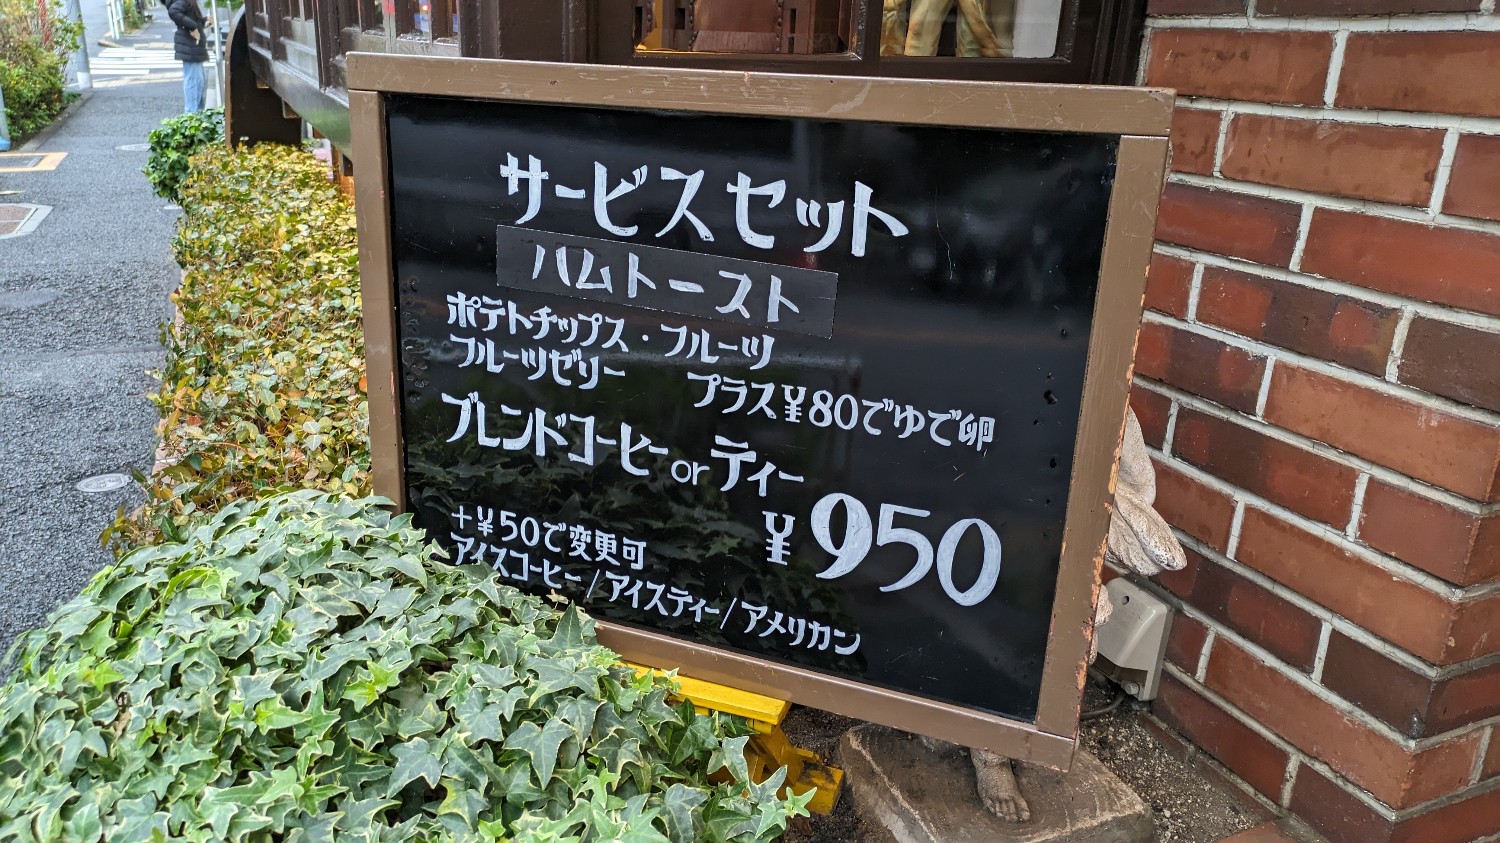 サービスセット
ハムトースト
ポテトチップス・フルーツ
フルーツゼリー プラス¥80でゆで卵
ブレンドコーヒー or ティー
¥950
+¥50で変更可
アイスコーヒー/アイスティー/アメリカン